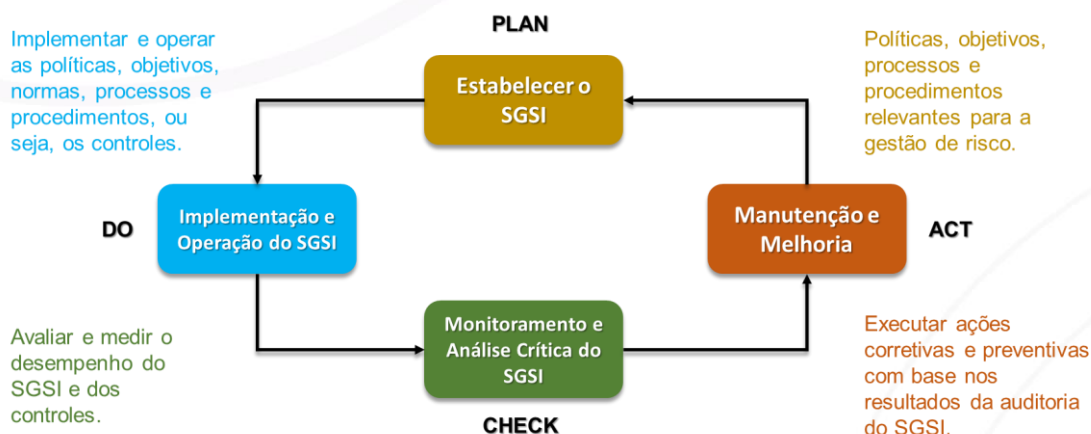 PLAN
Implementar e operar
as políticas, objetivos,
normas, processos e
procedimentos, ou
seja, os controles.
Estabelecer o
SGSI
Políticas, objetivos,
processos e
procedimentos
relevantes para a
gestão de risco.
DO
Implementação e
Operação do SGSI
Manutenção e
Melhoria
ACT
Avaliar e medir o
desempenho do
SGSI e dos
controles.
Monitoramento e
Análise Crítica do
SGSI
CHECK
Executar ações
corretivas e preventivas
com base nos
resultados da auditoria
do SGSI.